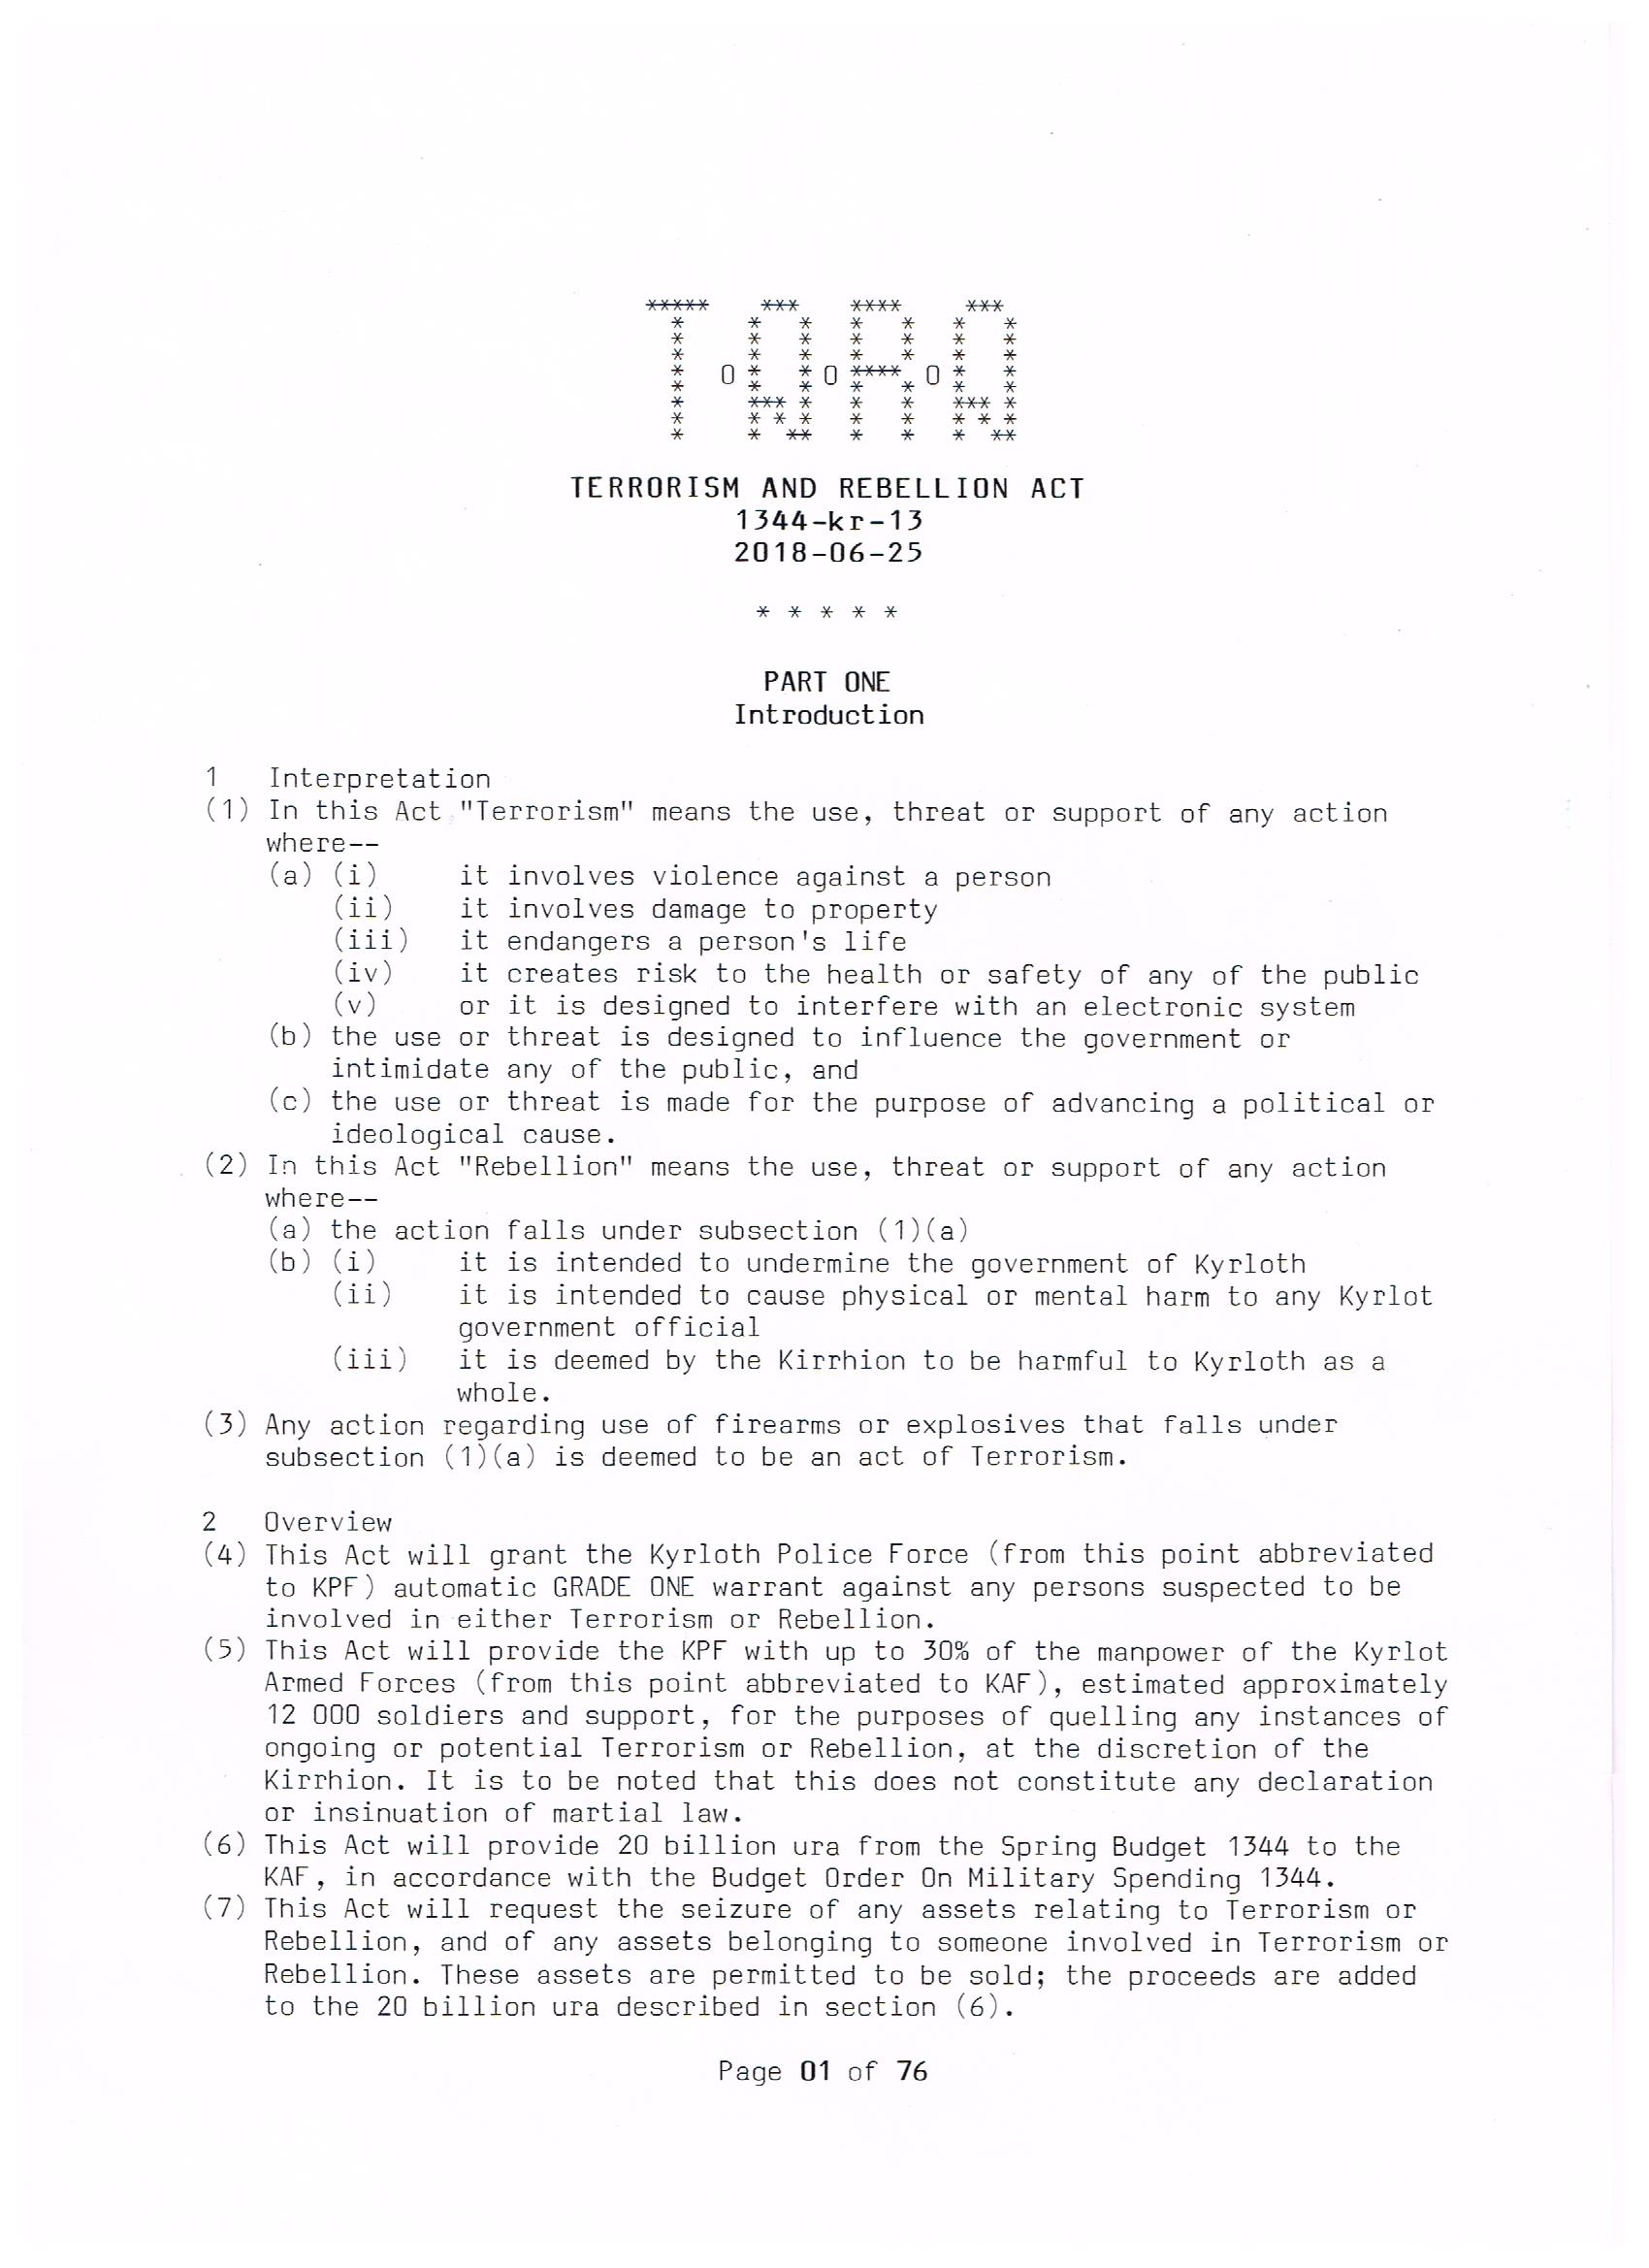 T.A.R.A
TERRORISM AND REBELLION ACT
1344-kr-13
2018-06-25
* * * * *
PART ONE
Introduction
1 Interpretation
(1) In this Act "Terrorism" means the use, threat or support of any action
where--
(a) (i) it involves violence against a person
(ii) it involves damage to property
(iii) it endangers a person's life
(iv) it creates risk to the health or safety of any of the public
(v) or it is designed to interfere with an electronic system
(b) the use or threat is designed to influence the government or
intimidate any of the public, and
(c) the use or threat is made for the purpose of advancing a political or
ideological cause.
(2) In this Act "Rebellion" means the use, threat or support of any action
where--
(a) the action falls under subsection (1)(a)
(b) (i) it is intended to undermine the government of Kyrloth
(ii) it is intended to cause physical or mental harm to any Kyrlot
government official
(iii) it is deemed by the Kirrhion to be harmful to Kyrloth as a
whole.
(3) Any action regarding use of firearms or explosives that falls under
subsection (1)(a) is deemed to be an act of Terrorism.
2 Overview
(4) This Act will grant the Kyrloth Police Force (from this point abbreviated
to KPF) automatic GRADE ONE warrant against any persons suspected to be
involved in either Terrorism or Rebellion.
(5) This Act will provide the KPF with up to 30% of the manpower of the Kyrlot
Armed Forces (from this point abbreviated to KAF), estimated approximately
12 000 soldiers and support, for the purposes of quelling any instances of
ongoing or potential Terrorism or Rebellion, at the discretion of the
Kirrhion. It is to be noted that this does not constitute any declaration
or insinuation of martial law.
(6) This Act will provide 20 billion ura from the Spring Budget 1344 to the
KAF, in accordance with the Budget Order On Military Spending 1344.
(7) This Act will request the seizure of any assets relating to Terrorism or
Rebellion, and of any assets belonging to someone involved in Terrorism or
Rebellion. These assets are permitted to be sold; the proceeds are added
to the 20 billion ura described in section (6).
Page 01 of 76